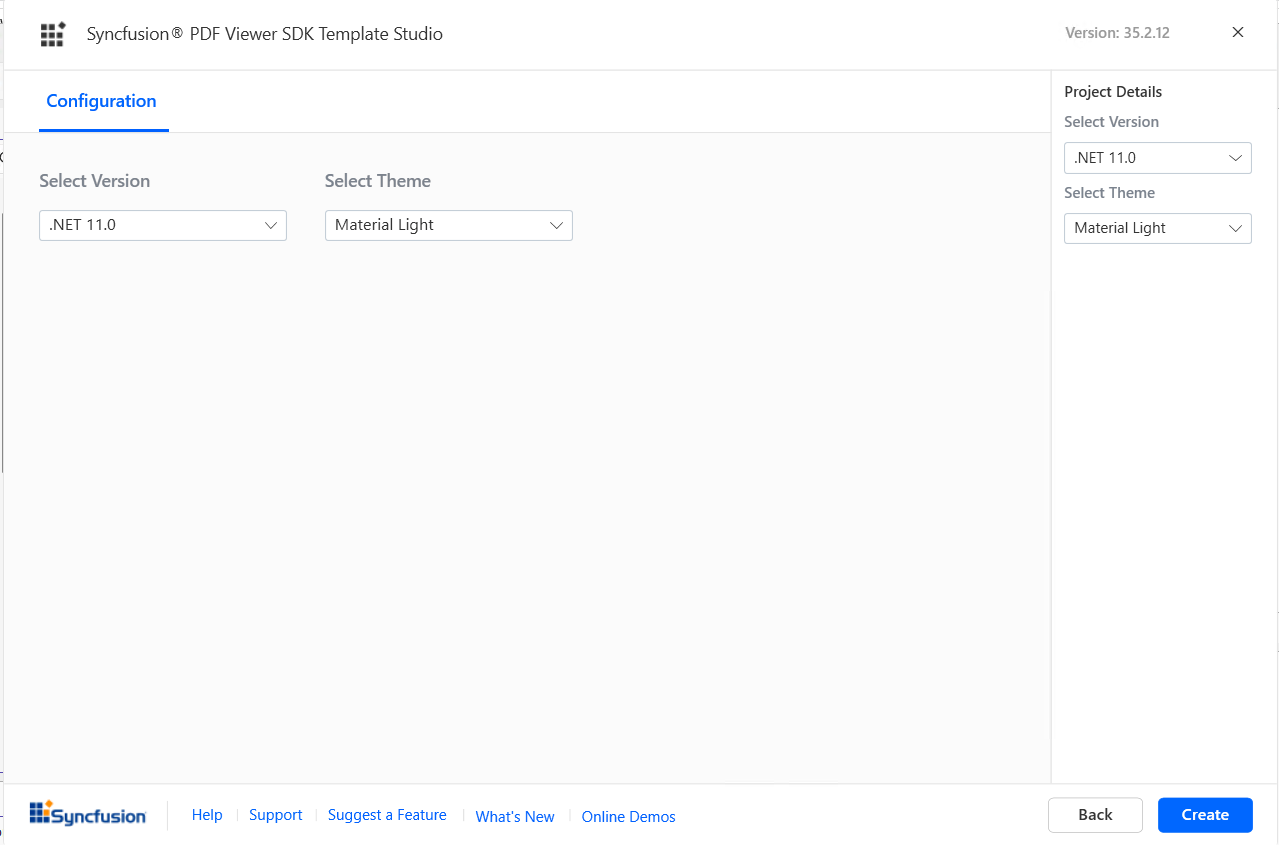 Syncfusion® PDF Viewer SDK Template Studio
Version: 35.2.12
Configuration
Select Version
Select Theme
.NET 11.0
Material Light
Project Details
Select Version
.NET 11.0
Select Theme
Material Light
Syncfusion
Help
Support
Suggest a Feature
What's New
Online Demos
Back
Create